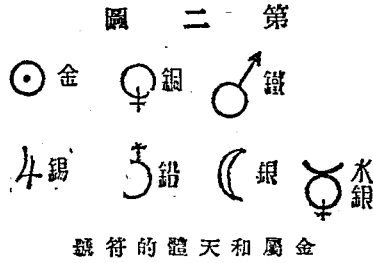 第二圖
金 銅 鐵
錫 鉛 銀 水銀
金屬和天體的符號